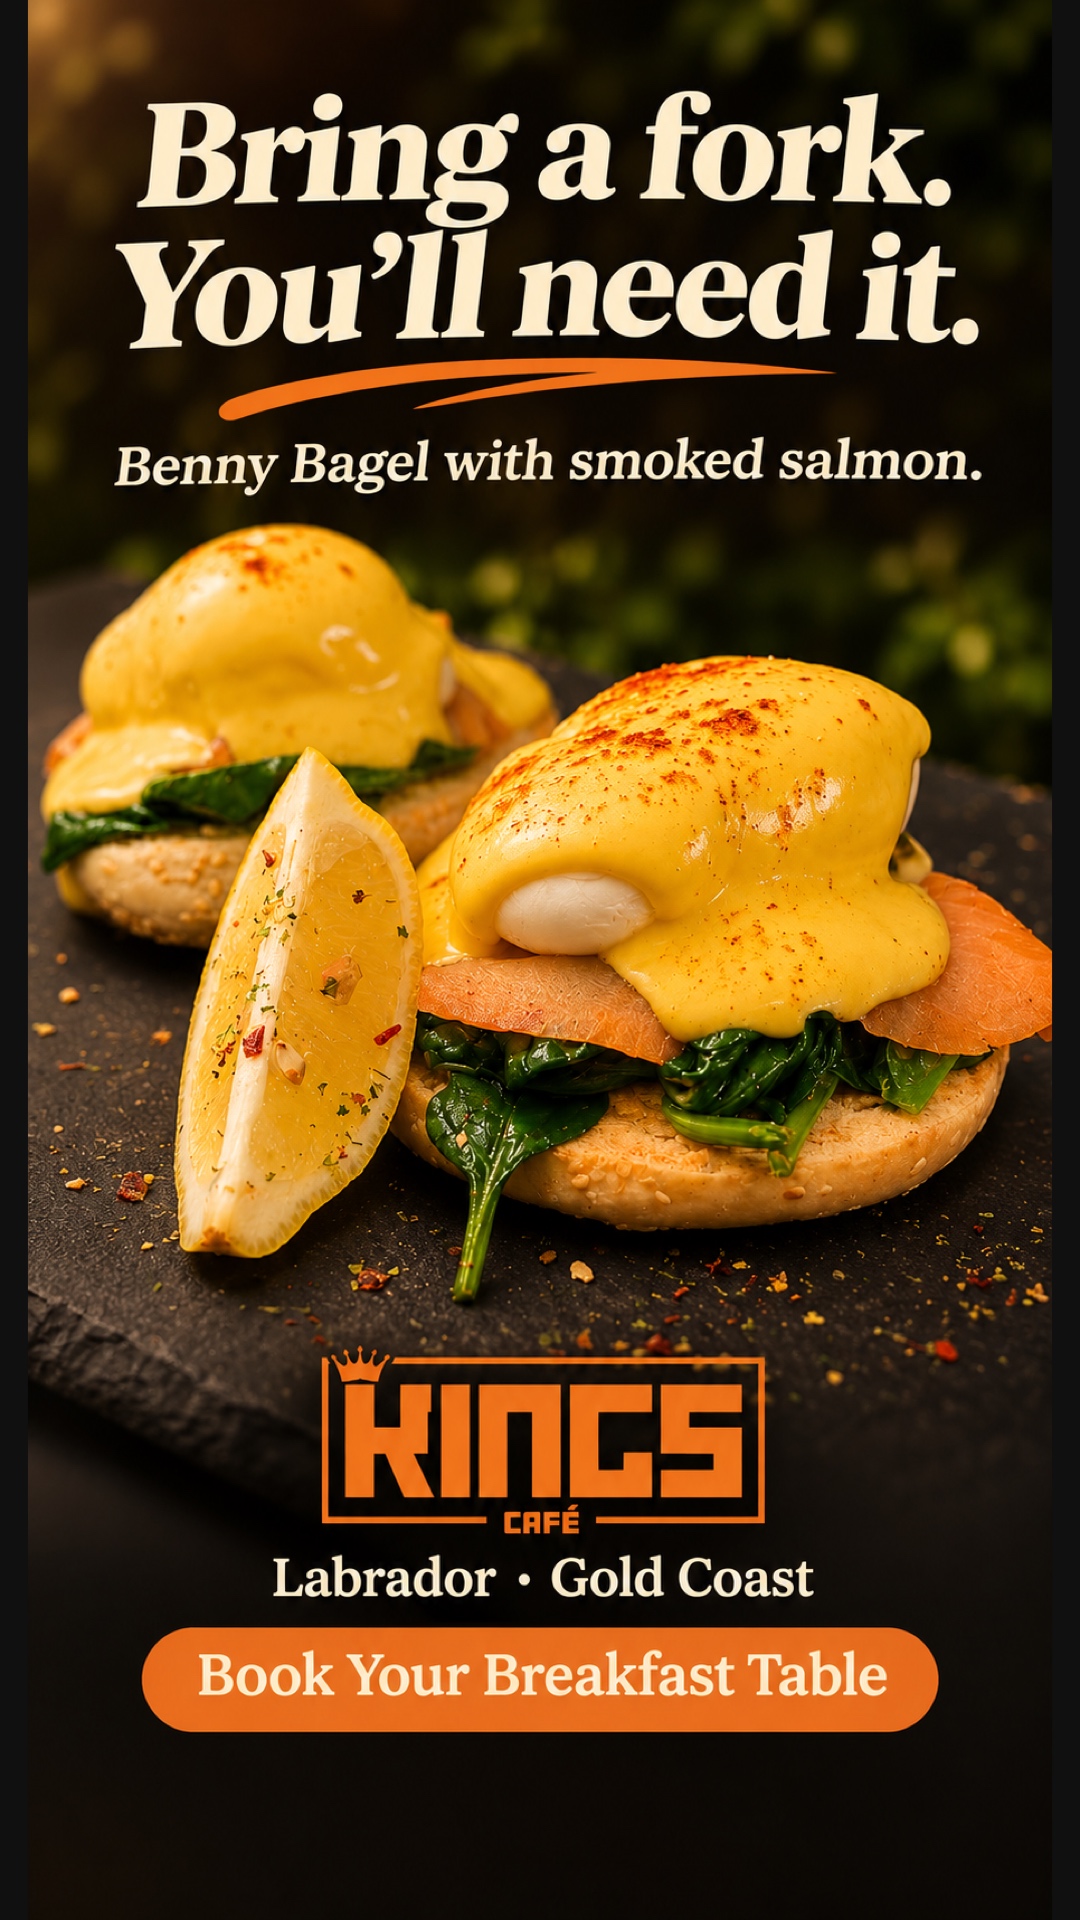 Bring a fork.
You'll need it.
Benny Bagel with smoked salmon.
KINGS
CAFÉ
Labrador · Gold Coast
Book Your Breakfast Table